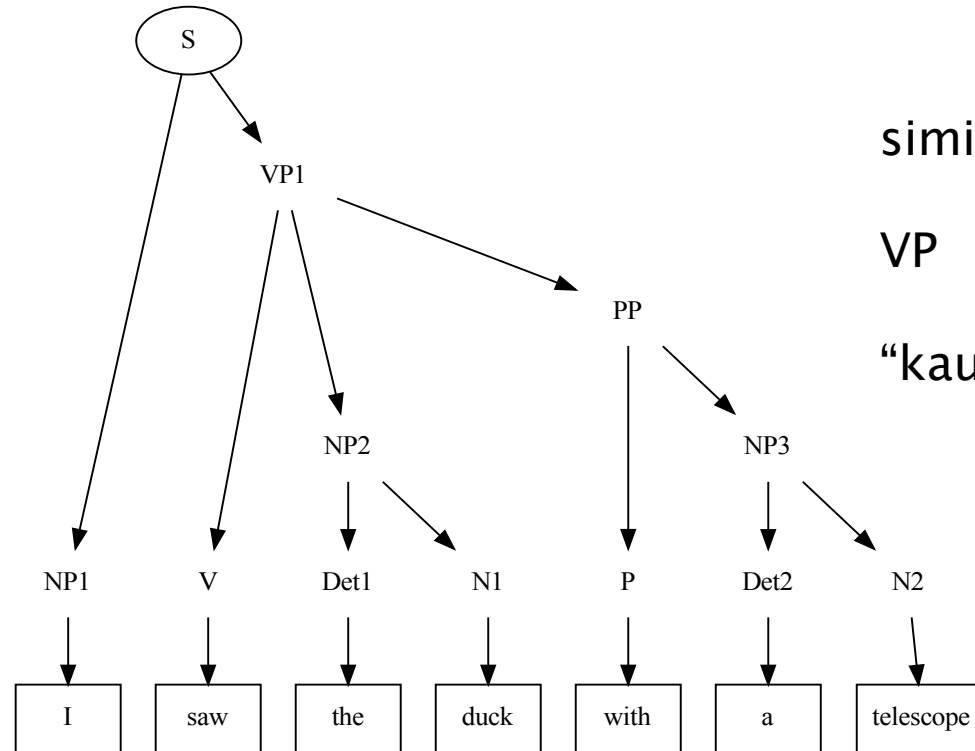 S
VP1
simi
VP
PP
“kau
NP2 NP3
NP1 V Det1 N1 P Det2 N2
I saw the duck with a telescope